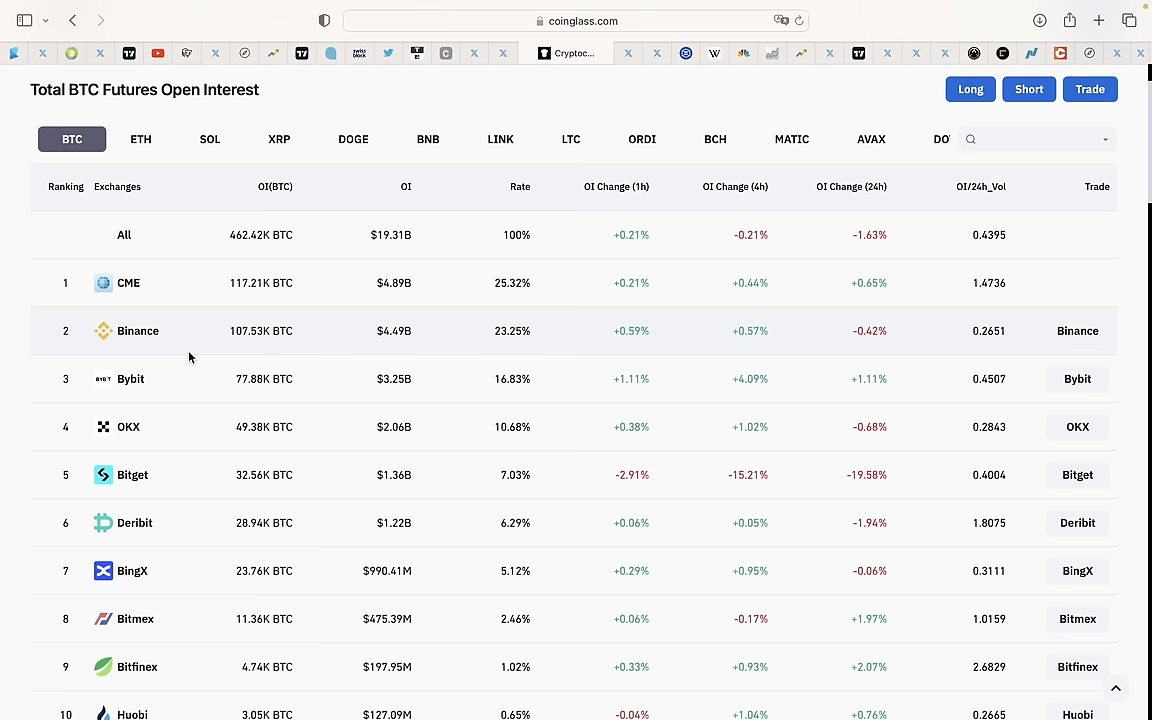 coinglass.com
Cryptoc...
Total BTC Futures Open Interest
Long Short Trade
BTC ETH SOL XRP DOGE BNB LINK LTC ORDI BCH MATIC AVAX DO
Ranking Exchanges OI(BTC) OI Rate OI Change (1h) OI Change (4h) OI Change (24h) OI/24h_Vol Trade
All 462.42K BTC $19.31B 100% +0.21% -0.21% -1.63% 0.4395
1 CME 117.21K BTC $4.89B 25.32% +0.21% +0.44% +0.65% 1.4736
2 Binance 107.53K BTC $4.49B 23.25% +0.59% +0.57% -0.42% 0.2651 Binance
3 Bybit 77.88K BTC $3.25B 16.83% +1.11% +4.09% +1.11% 0.4507 Bybit
4 OKX 49.38K BTC $2.06B 10.68% +0.38% +1.02% -0.68% 0.2843 OKX
5 Bitget 32.56K BTC $1.36B 7.03% -2.91% -15.21% -19.58% 0.4004 Bitget
6 Deribit 28.94K BTC $1.22B 6.29% +0.06% +0.05% -1.94% 1.8075 Deribit
7 BingX 23.76K BTC $990.41M 5.12% +0.29% +0.95% -0.06% 0.3111 BingX
8 Bitmex 11.36K BTC $475.39M 2.46% +0.06% -0.17% +1.97% 1.0159 Bitmex
9 Bitfinex 4.74K BTC $197.95M 1.02% +0.33% +0.93% +2.07% 2.6829 Bitfinex
10 Huobi 3.05K BTC $127.09M 0.65% -0.04% +1.04% +0.76% 0.2665 Huobi